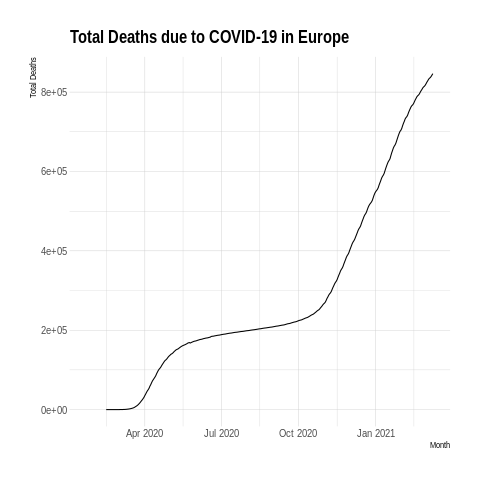 Total Deaths due to COVID-19 in Europe
Total Deaths
8e+05
6e+05
4e+05
2e+05
0e+00
Apr 2020 Jul 2020 Oct 2020 Jan 2021
Month